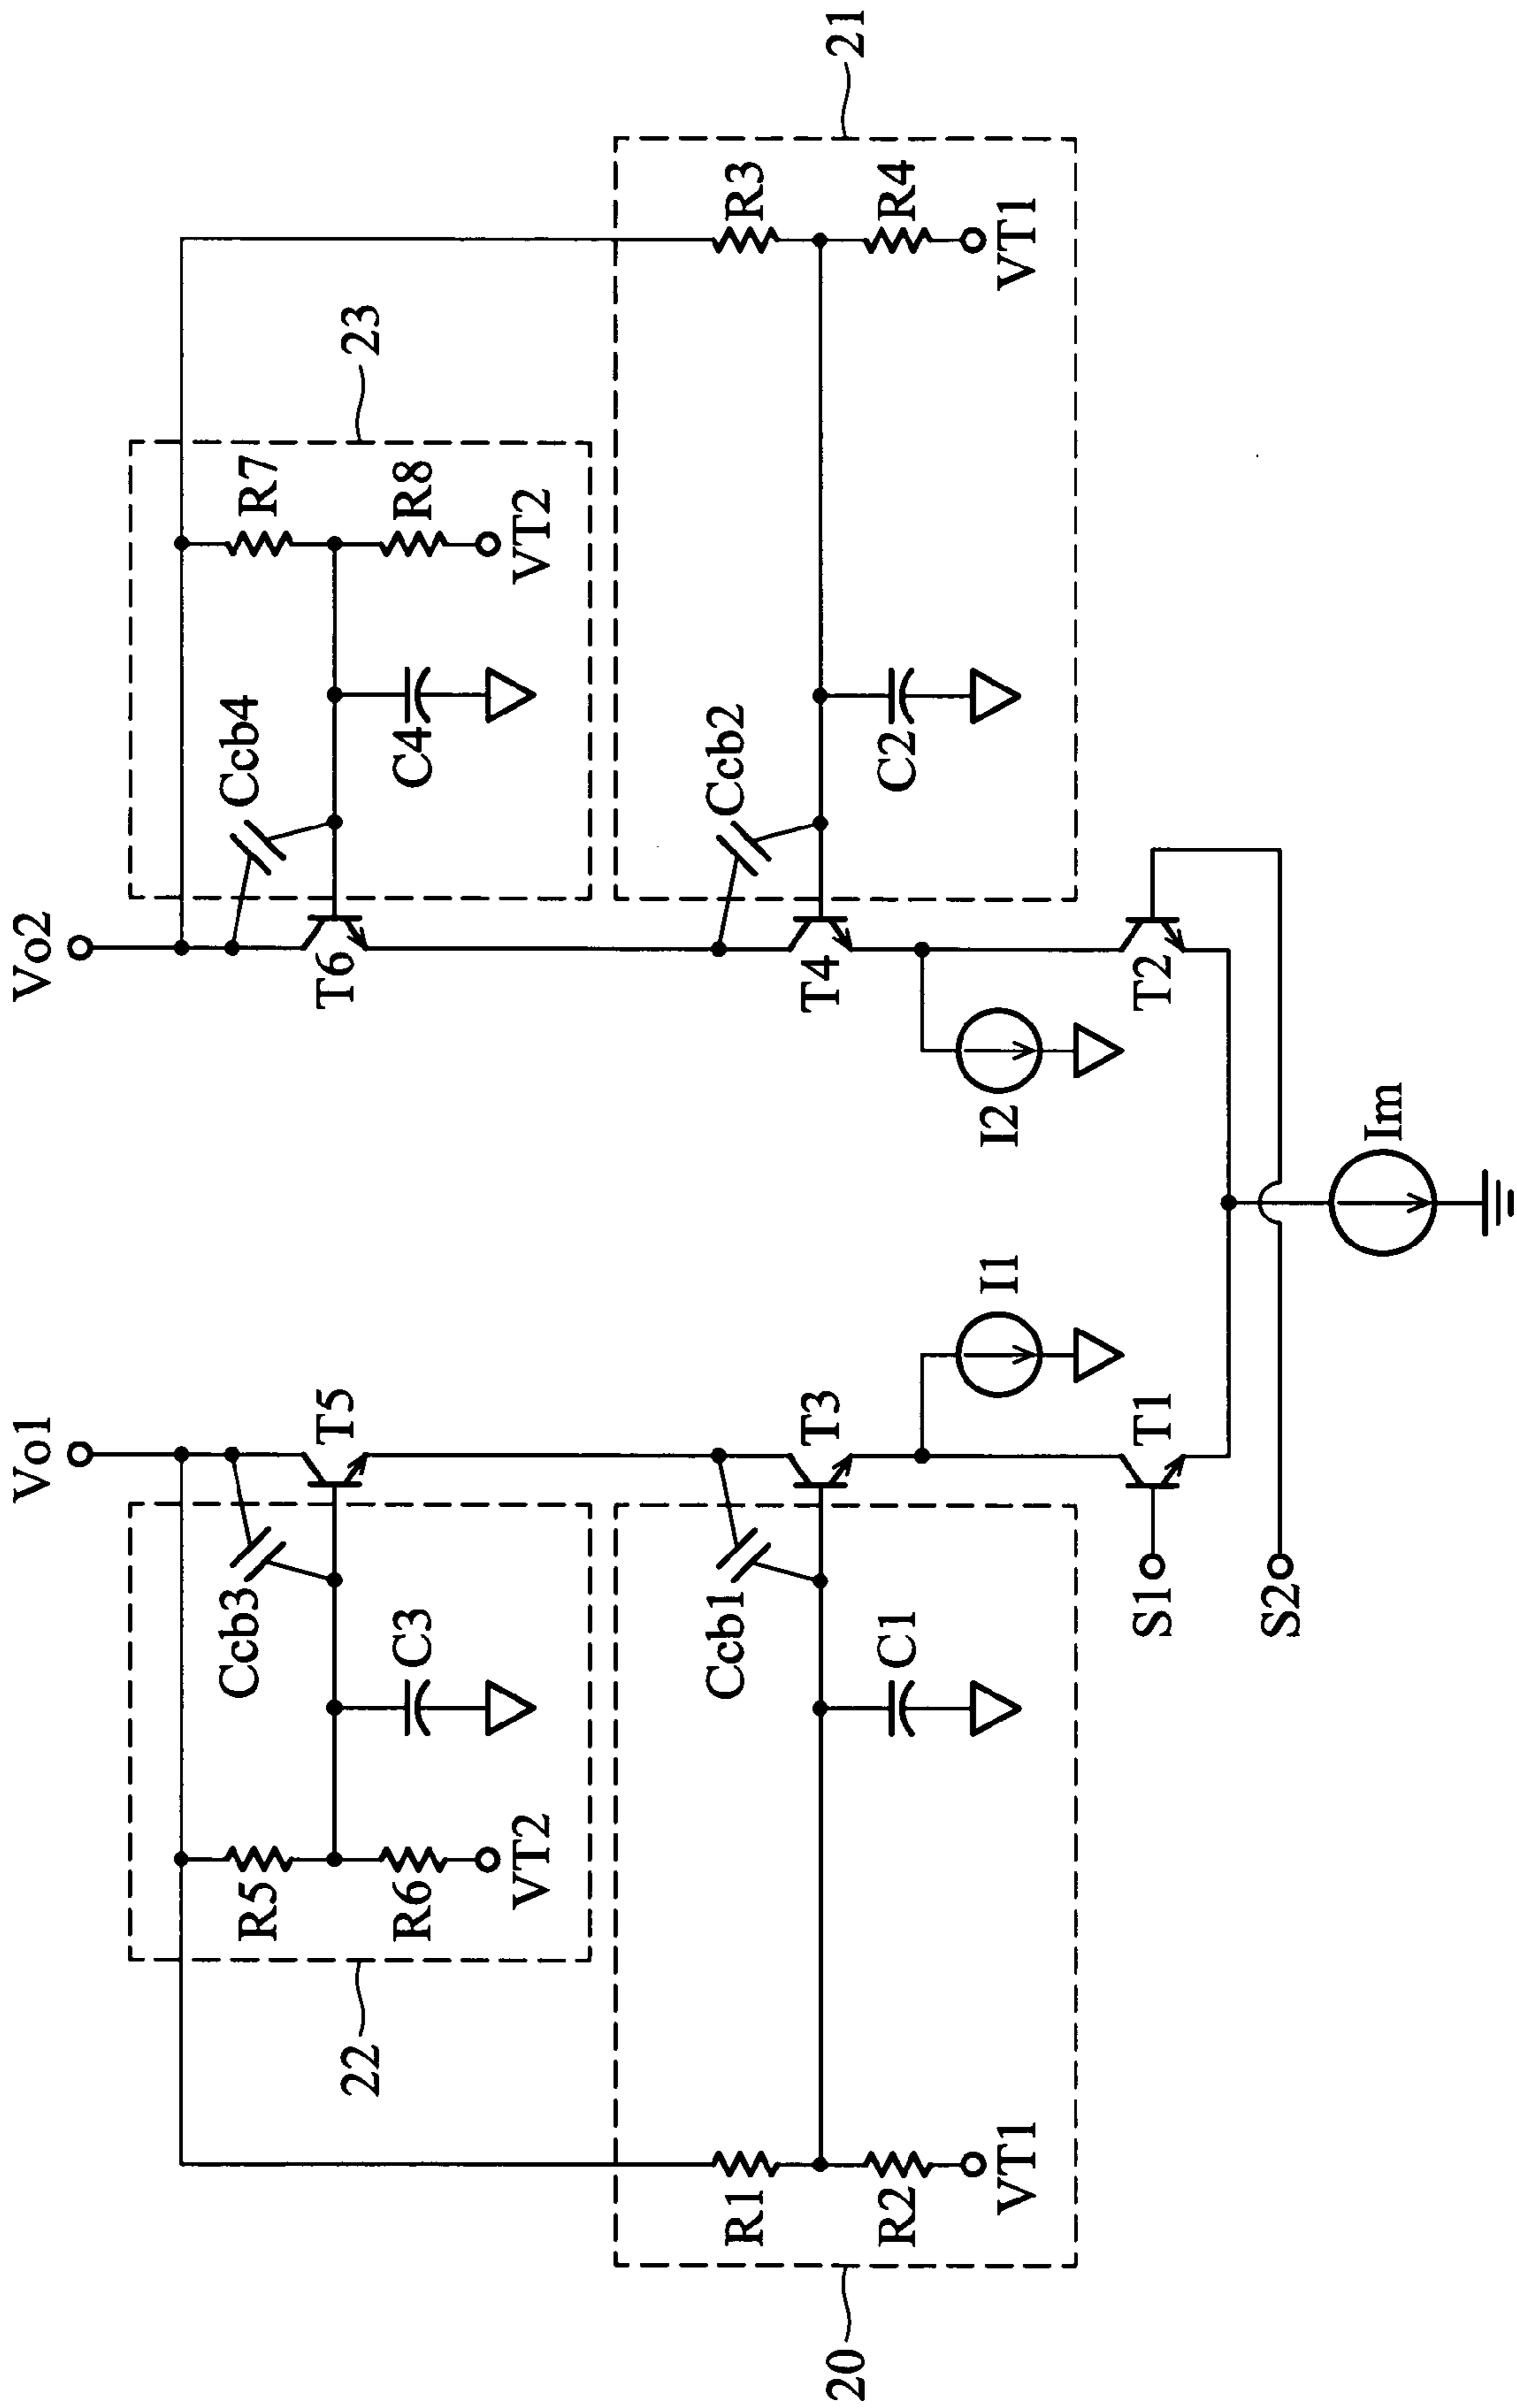 Vo1
Vo2
22
R5
R6
VT2
Ccb3
C3
T5
T6
Ccb4
C4
R7
R8
VT2
23
20
R1
R2
VT1
Ccb1
C1
T3
T4
Ccb2
C2
R3
R4
VT1
21
I1
I2
S1
T1
T2
S2
Im